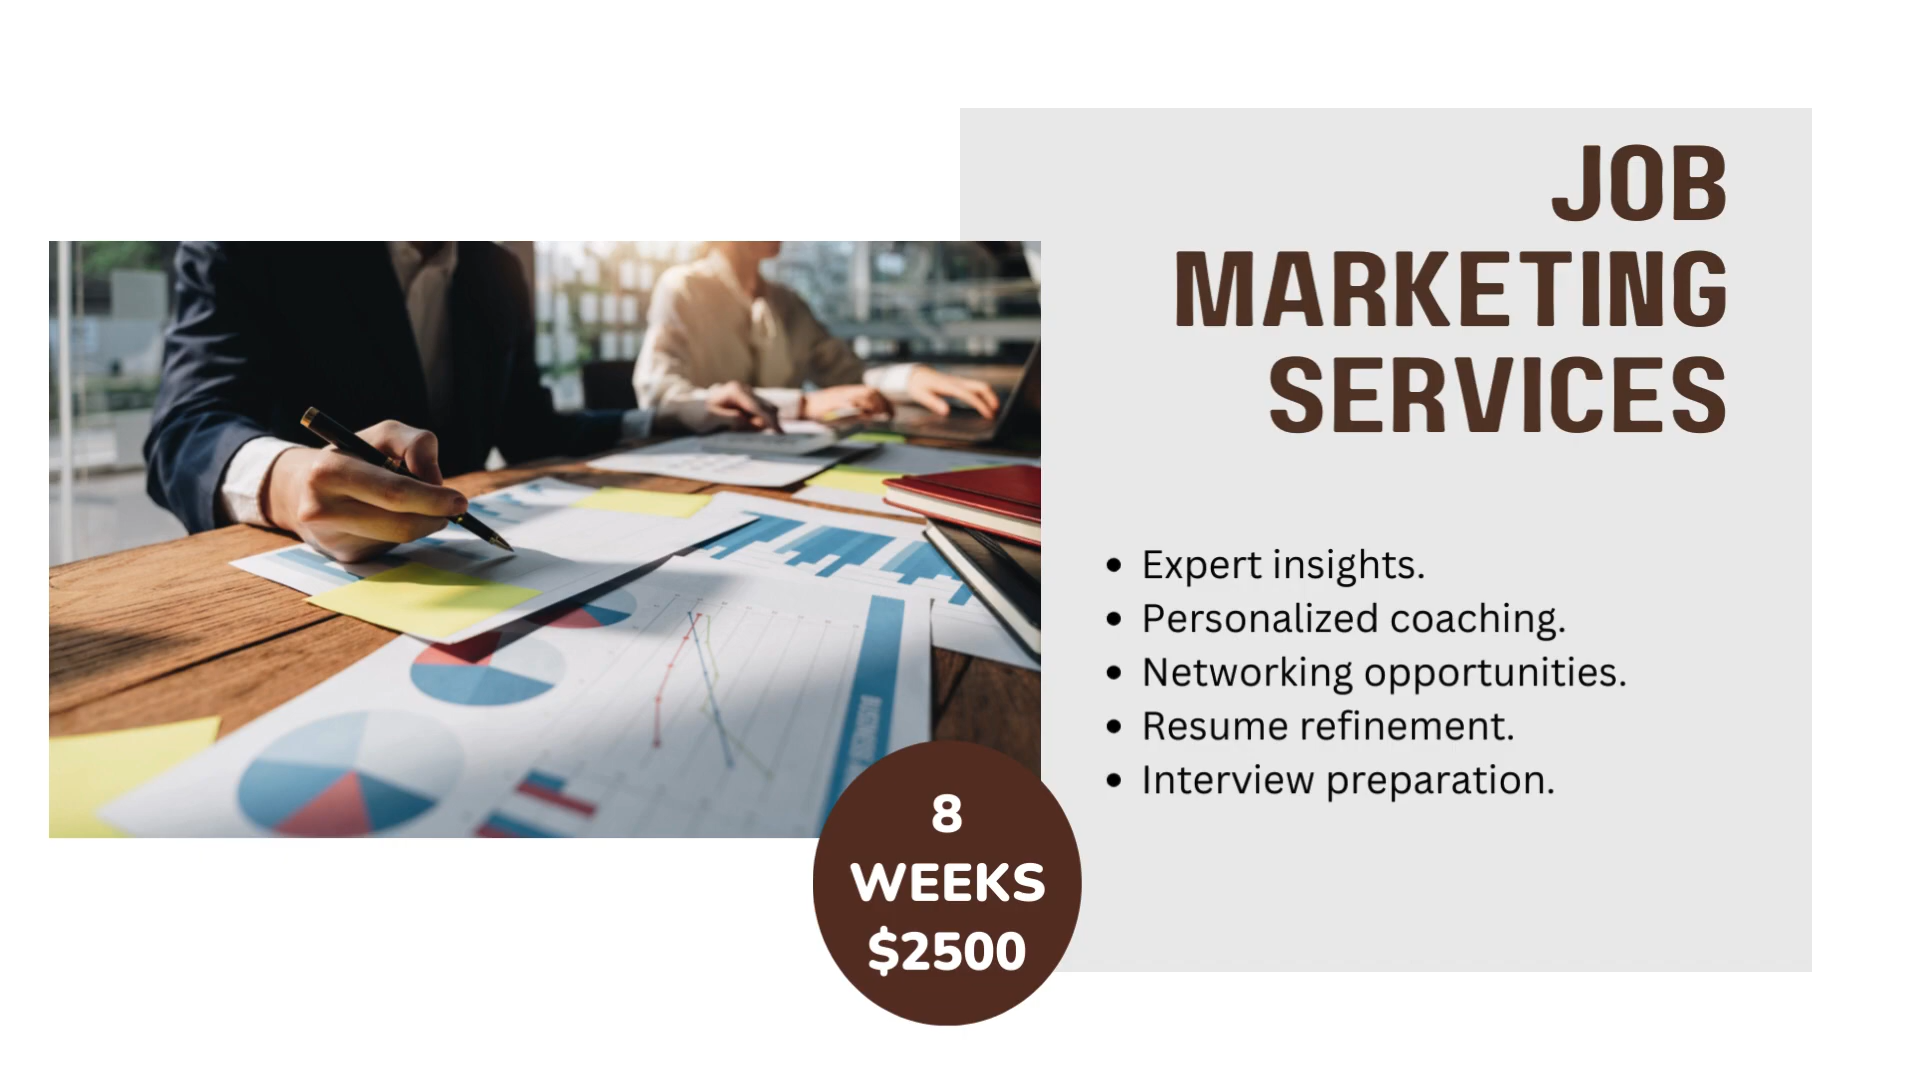 JOB
MARKETING
SERVICES
• Expert insights.
• Personalized coaching.
• Networking opportunities.
• Resume refinement.
• Interview preparation.
8
WEEKS
$2500